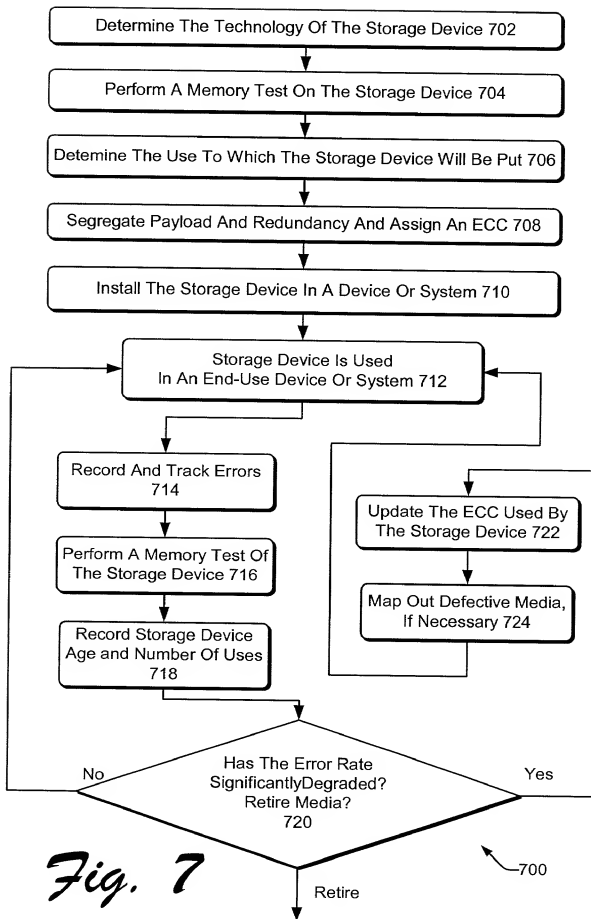 Determine The Technology Of The Storage Device 702
Perform A Memory Test On The Storage Device 704
Detemine The Use To Which The Storage Device Will Be Put 706
Segregate Payload And Redundancy And Assign An ECC 708
Install The Storage Device In A Device Or System 710
Storage Device Is Used
In An End-Use Device Or System 712
Record And Track Errors
714
Perform A Memory Test Of
The Storage Device 716
Record Storage Device
Age and Number Of Uses
718
Update The ECC Used By
The Storage Device 722
Map Out Defective Media,
If Necessary 724
Has The Error Rate
SignificantlyDegraded?
Retire Media?
720
No
Yes
Retire
700
Fig. 7